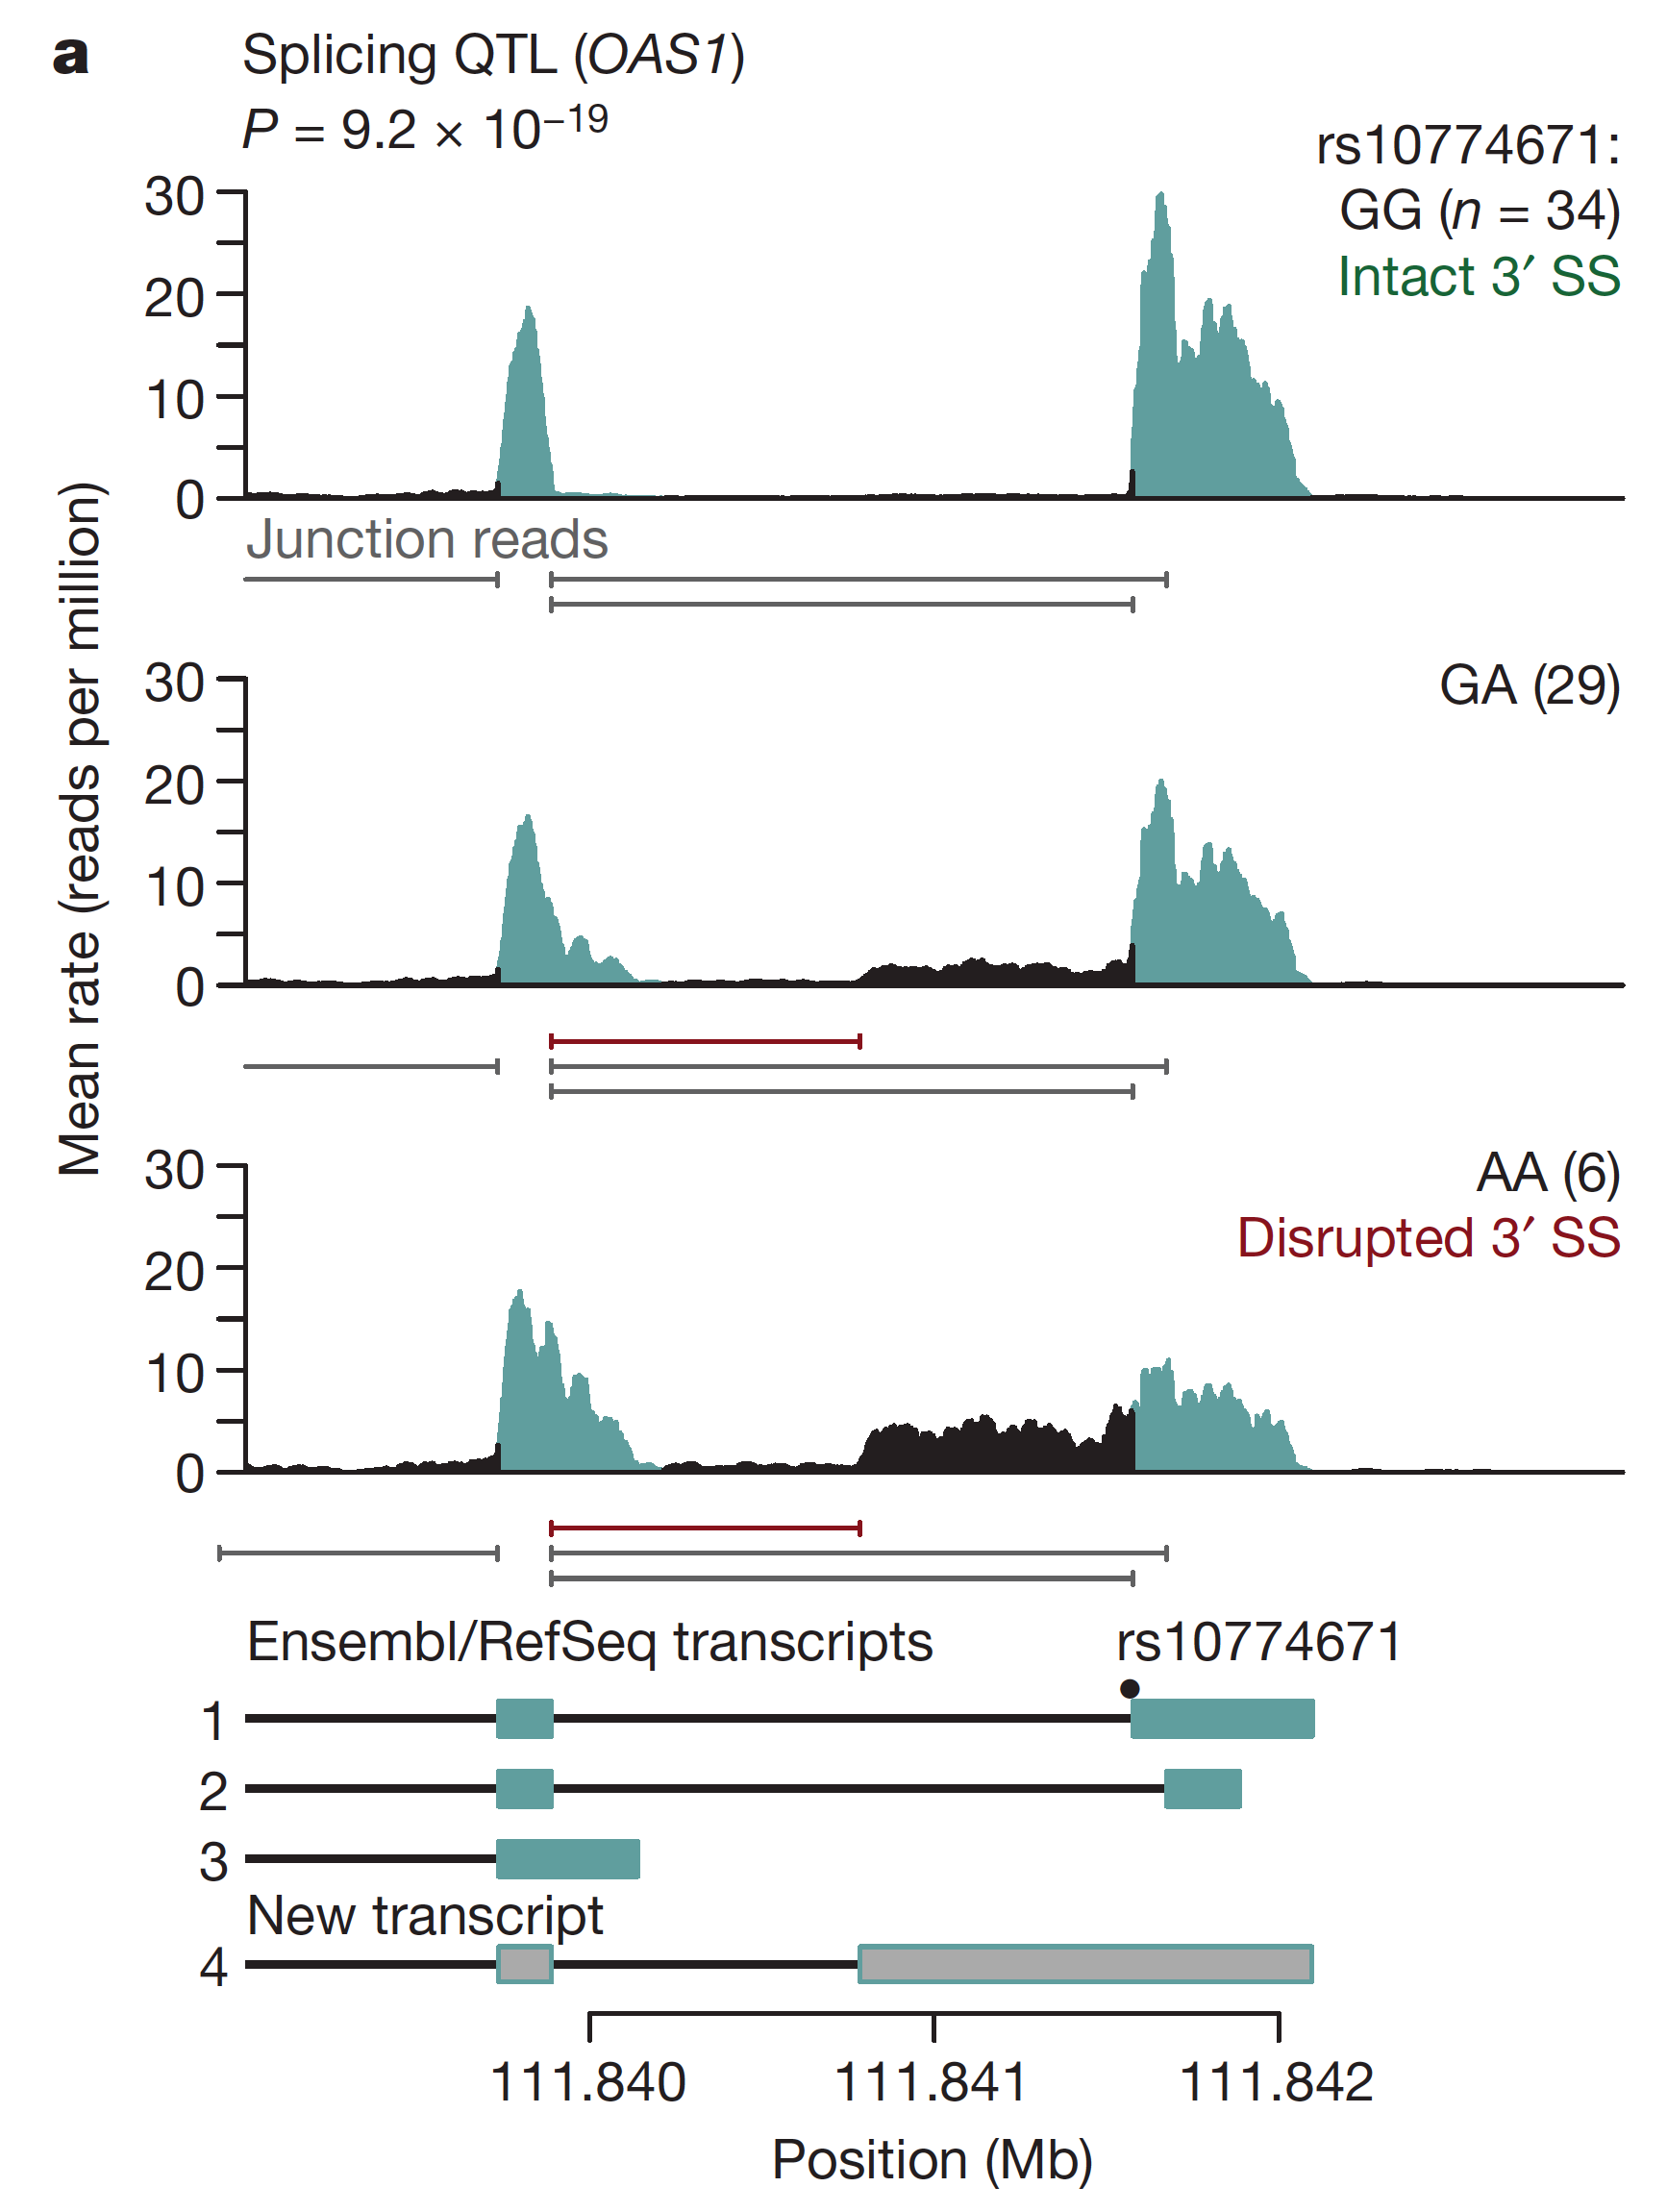 a
Splicing QTL (OAS1)
P = 9.2 × 10⁻¹⁹
rs10774671:
GG (n = 34)
Intact 3′ SS
30
20
10
0
Junction reads
Mean rate (reads per million)
GA (29)
30
20
10
0
AA (6)
Disrupted 3′ SS
30
20
10
0
Ensembl/RefSeq transcripts
rs10774671
1
2
3
New transcript
4
111.840 111.841 111.842
Position (Mb)